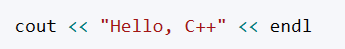 cout << "Hello, C++" << endl